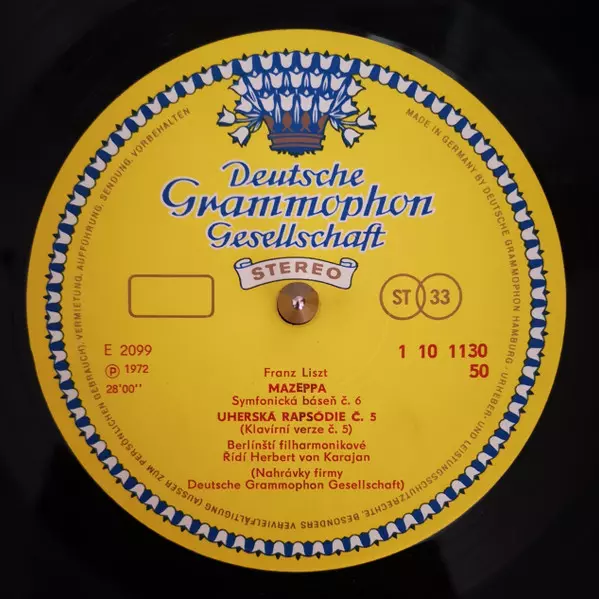 Deutsche
Grammophon
Gesellschaft
STEREO
ST 33
E 2099
℗ 1972
28'00''
1 10 1130
50
Franz Liszt
MAZEPPA
Symfonická báseň č. 6
UHERSKÁ RAPSÓDIE Č. 5
(Klavírní verze č. 5)
Berlínští filharmonikové
Řídí Herbert von Karajan
(Nahrávky firmy
Deutsche Grammophon Gesellschaft)
MADE IN GERMANY BY DEUTSCHE GRAMMOPHON HAMBURG · URHEBER- UND LEISTUNGSSCHUTZRECHTE, BESONDERS VERVIELFÄLTIGUNG (AUSSER ZUM PERSÖNLICHEN GEBRAUCH), VERMIETUNG, AUFFÜHRUNG, SENDUNG, VORBEHALTEN